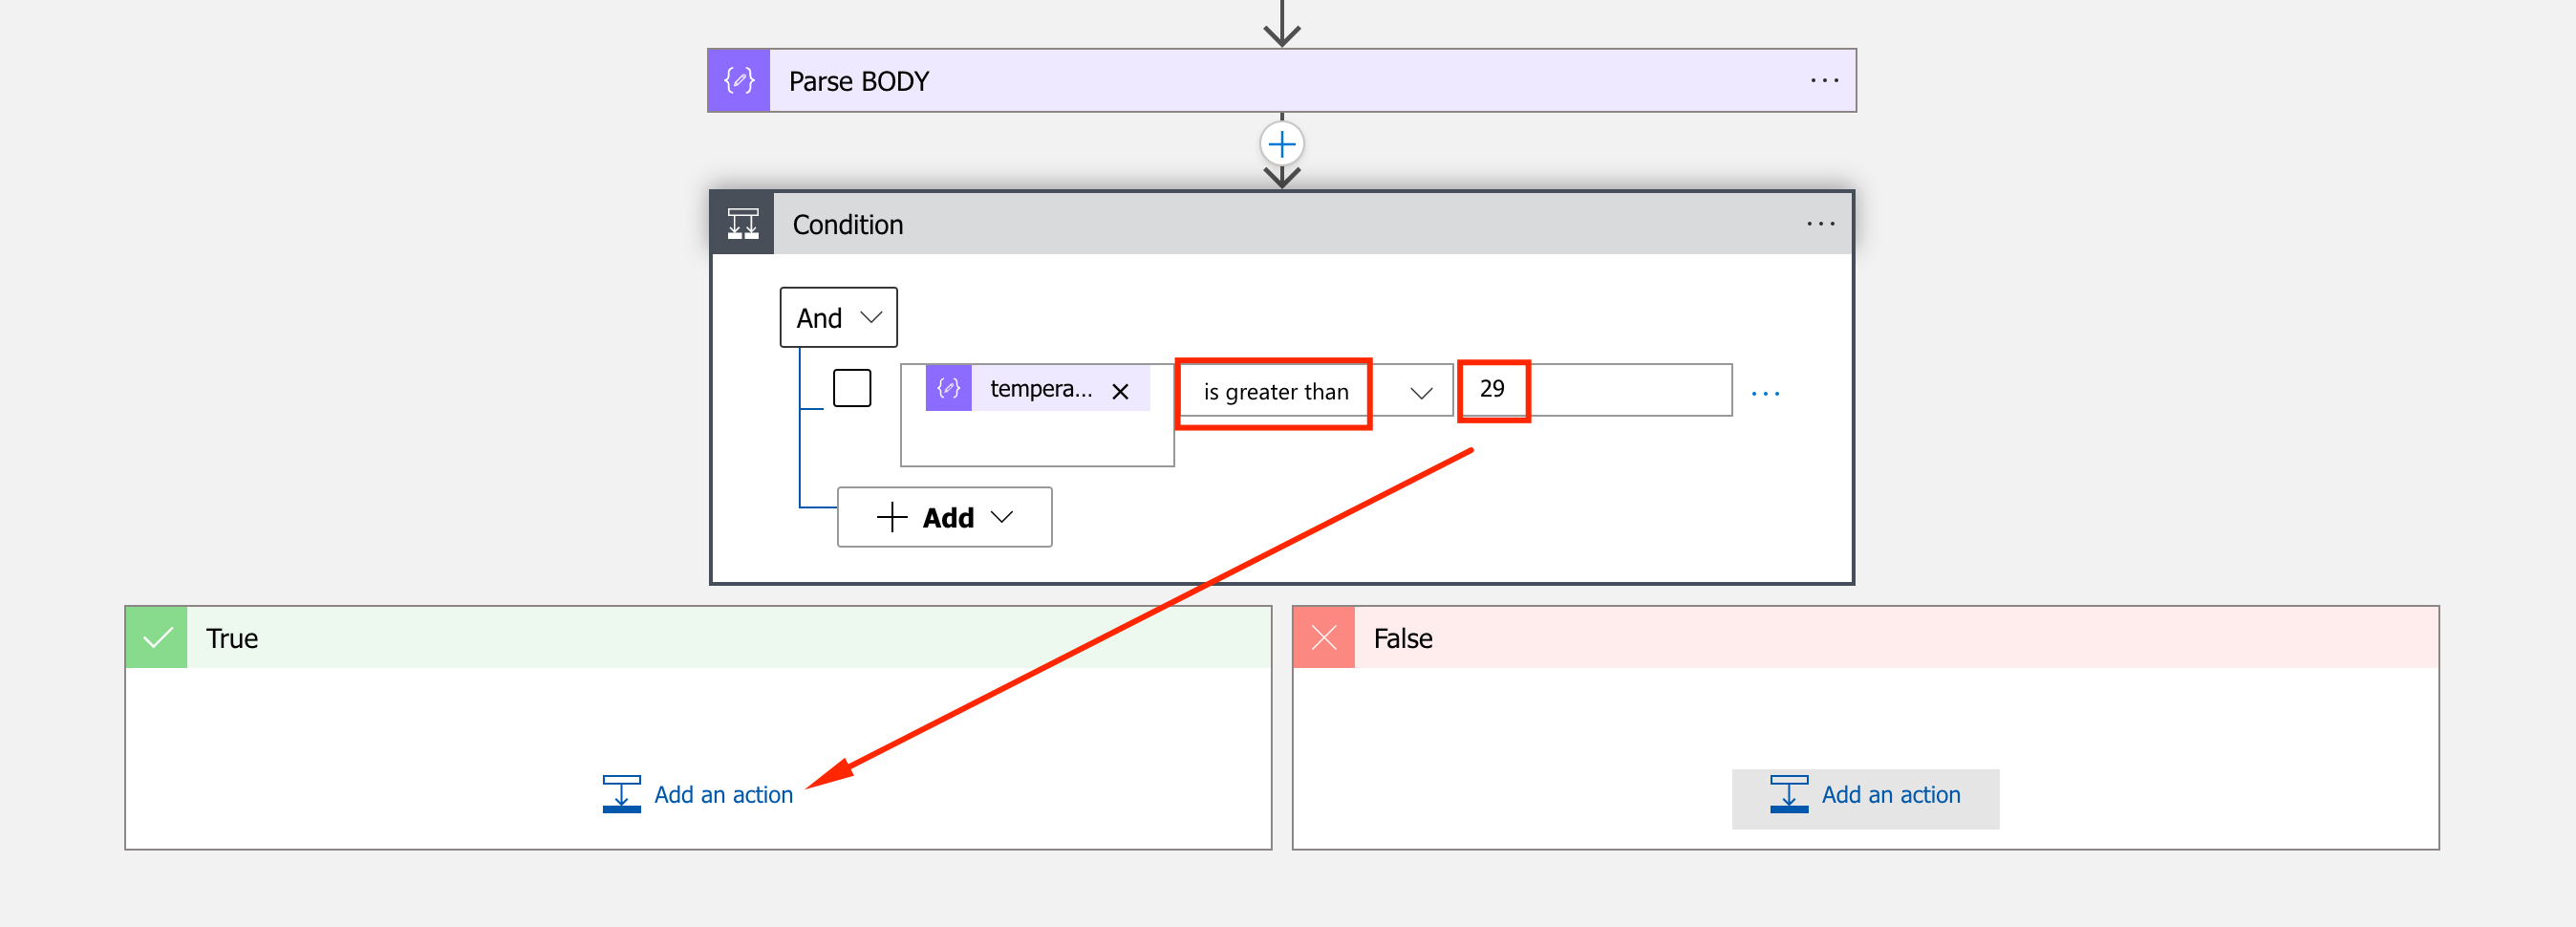 Parse BODY
Condition
And
tempera... is greater than 29
Add
True
False
Add an action
Add an action